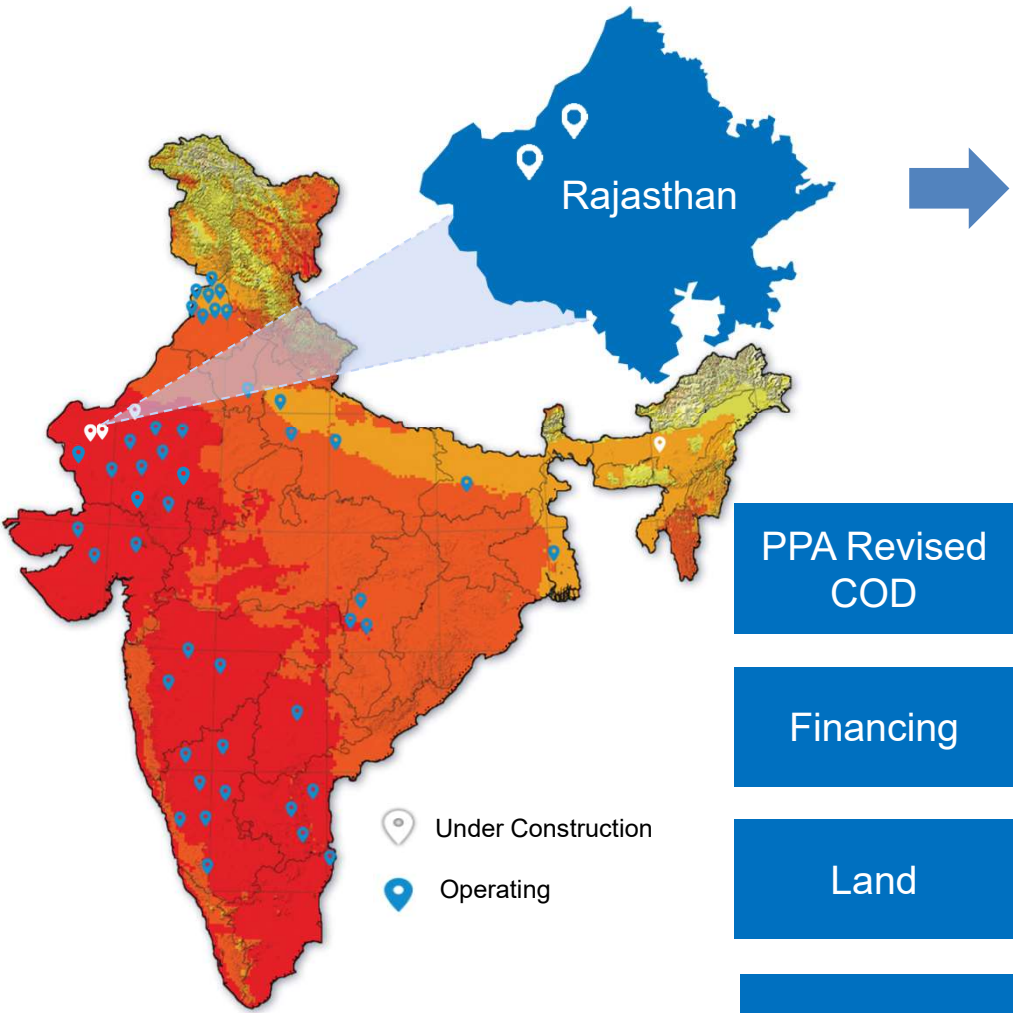 Rajasthan
PPA Revised
COD
Financing
Land
Under Construction
Operating